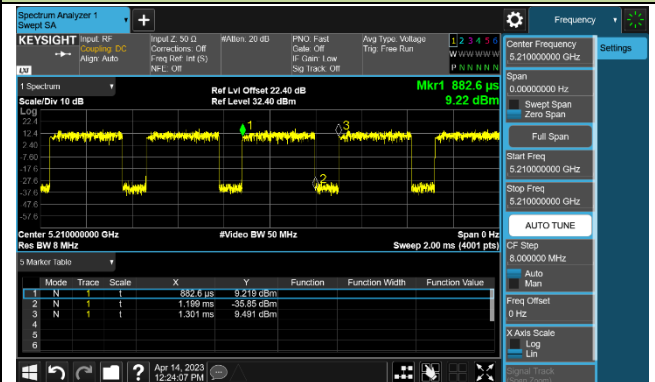 Spectrum Analyzer 1
Swept SA
Frequency
KEYSIGHT
Input: RF
Coupling: DC
Align: Auto
Input Z: 50 Ω
Corrections: Off
Freq Ref: Int (S)
NFE: Off
#Atten: 20 dB
PNO: Fast
Gate: Off
IF Gain: Low
Sig Track: Off
Avg Type: Voltage
Trig: Free Run
1 2 3 4 5 6
W W W W W W
P N N N N N
LXI
1 Spectrum
Scale/Div 10 dB
Ref Lvl Offset 22.40 dB
Ref Level 32.40 dBm
Mkr1 882.6 µs
9.22 dBm
Log
22.4
12.4
2.40
-7.60
-17.6
-27.6
-37.6
-47.6
-57.6
1
3
2
Center 5.210000000 GHz
Res BW 8 MHz
#Video BW 50 MHz
Span 0 Hz
Sweep 2.00 ms (4001 pts)
5 Marker Table
Mode Trace Scale X Y Function Function Width Function Value
1 N 1 t 882.6 µs 9.219 dBm
2 N 1 t 1.199 ms -35.85 dBm
3 N 1 t 1.301 ms 9.491 dBm
4
5
6
Apr 14, 2023
12:24:07 PM
Center Frequency
5.210000000 GHz
Settings
Span
0.00000000 Hz
Swept Span
Zero Span
Full Span
Start Freq
5.210000000 GHz
Stop Freq
5.210000000 GHz
AUTO TUNE
CF Step
8.000000 MHz
Auto
Man
Freq Offset
0 Hz
X Axis Scale
Log
Lin
Signal Track
(Span Zoom)